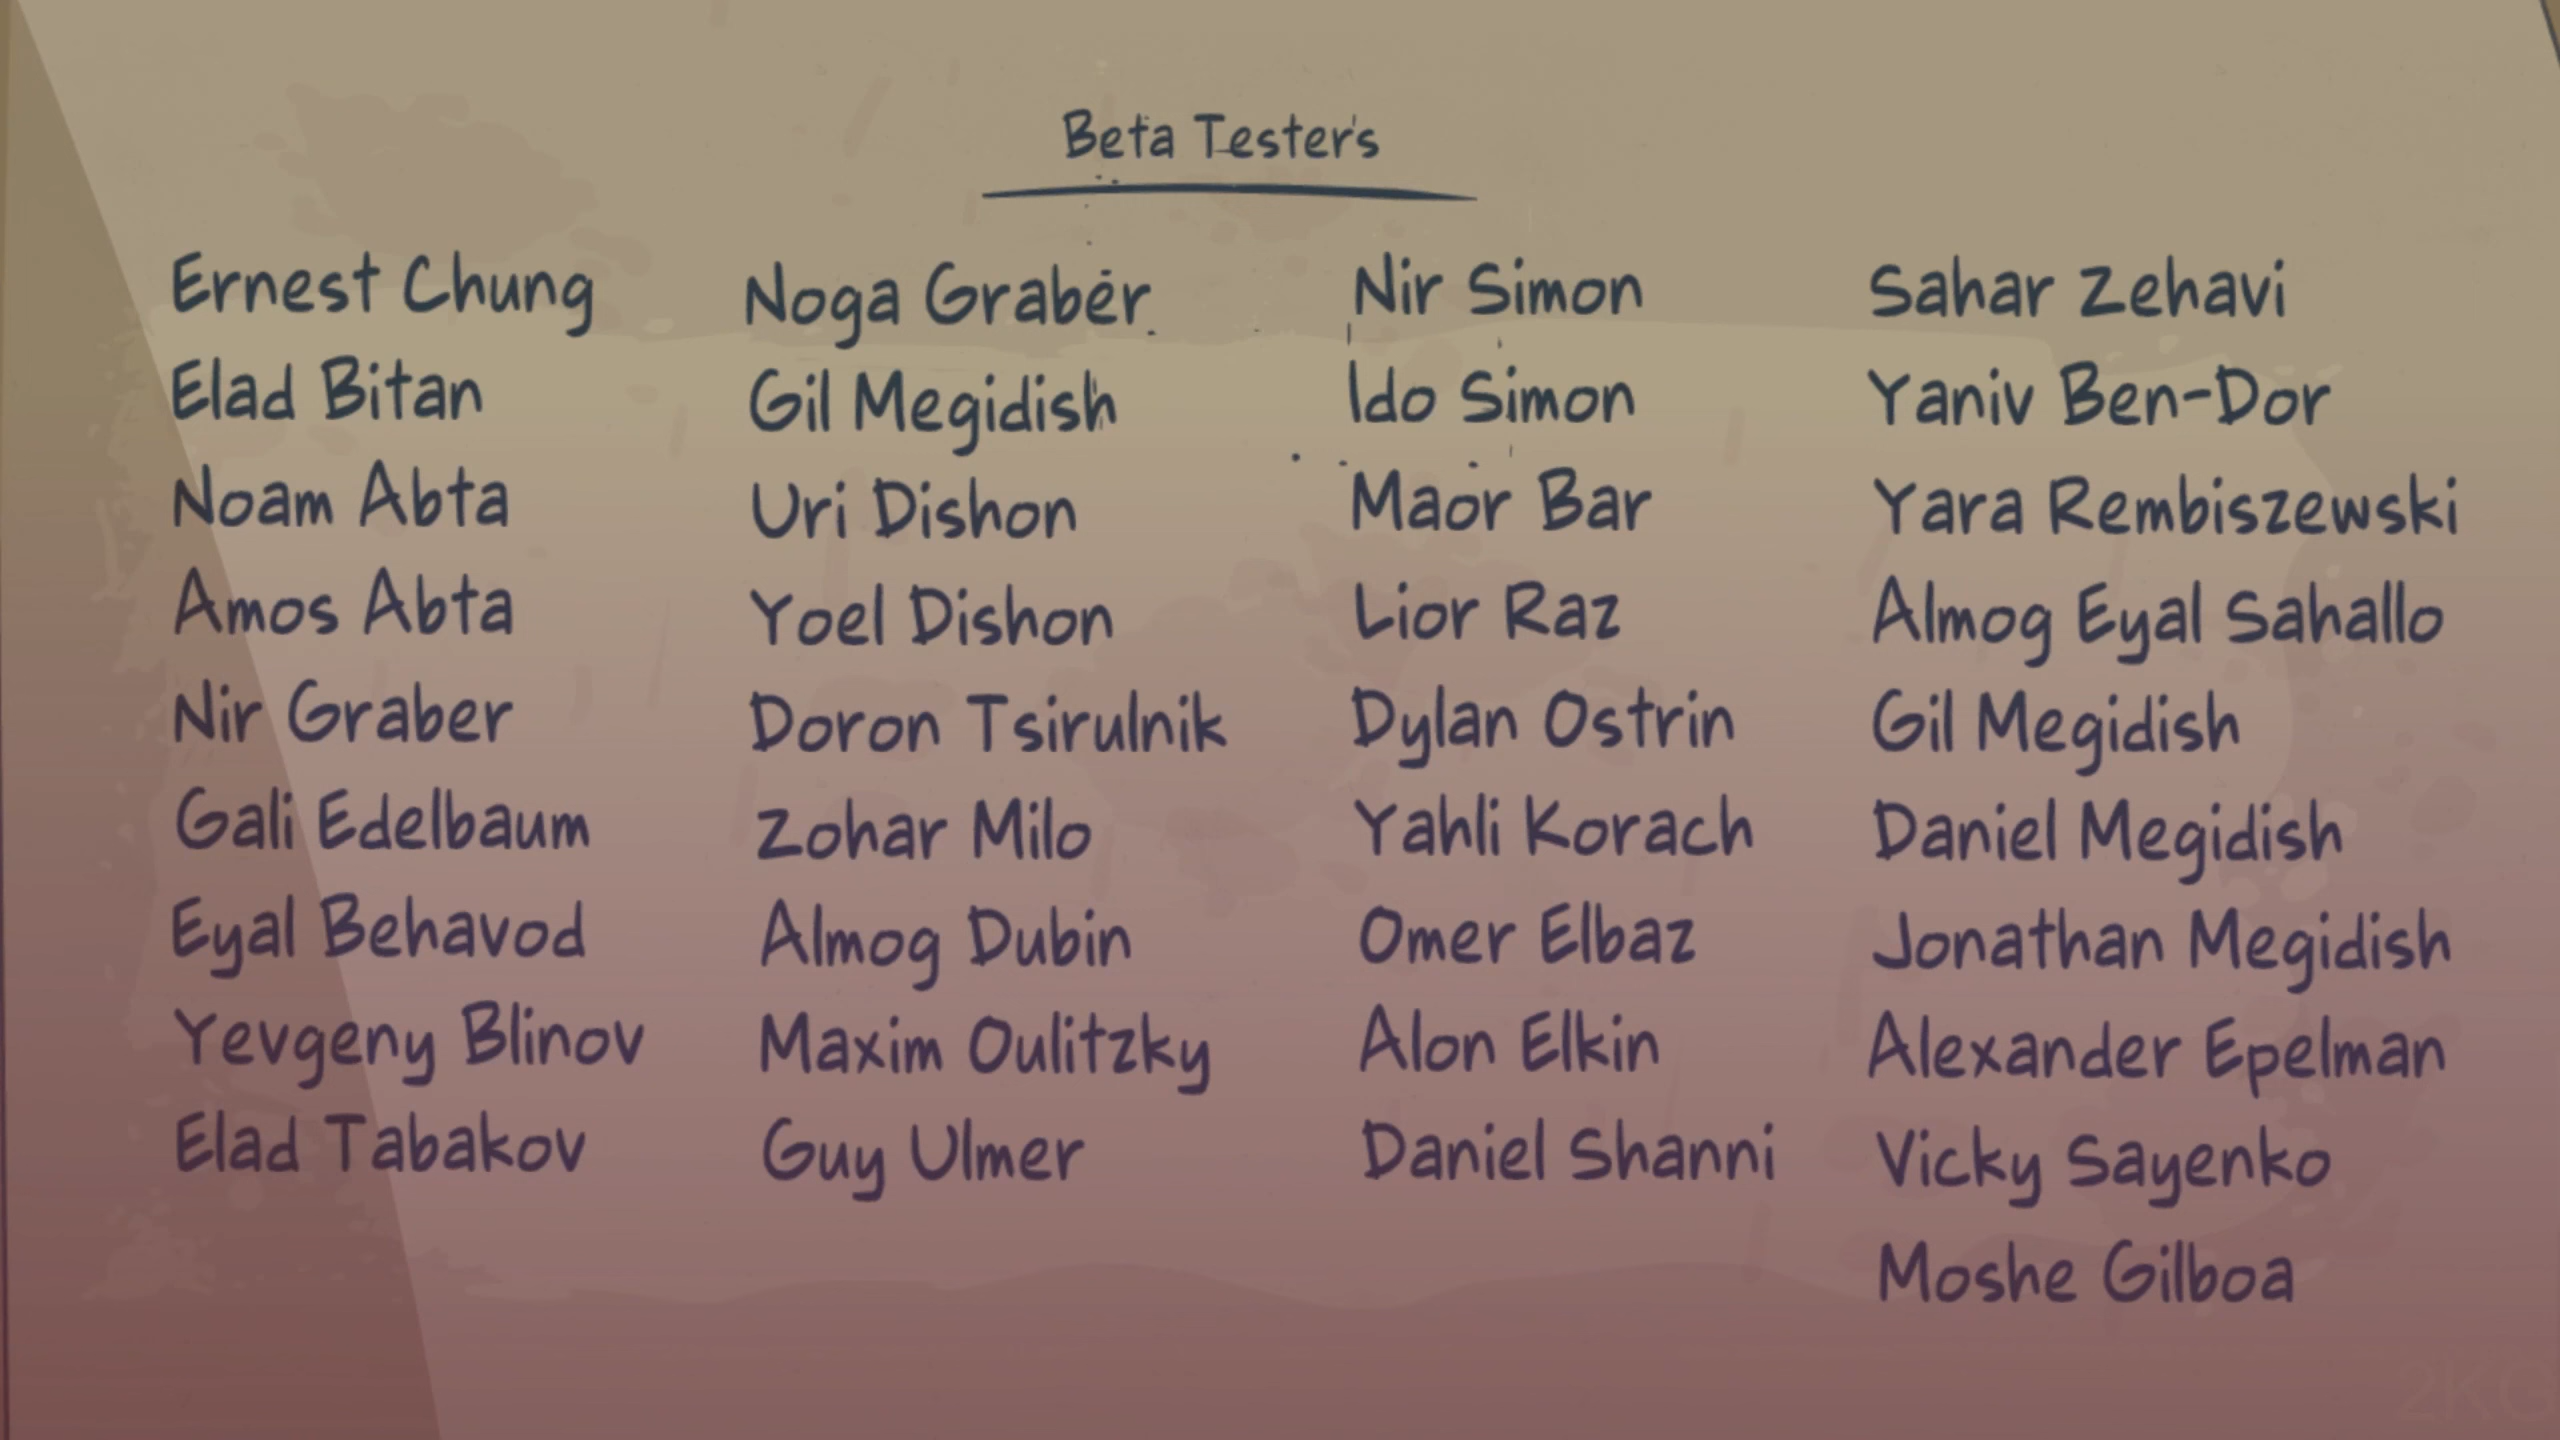 Beta Tester's
Ernest Chung
Elad Bitan
Noam Abta
Amos Abta
Nir Graber
Gali Edelbaum
Eyal Behavod
Yevgeny Blinov
Elad Tabakov
Noga Graber
Gil Megidish
Uri Dishon
Yoel Dishon
Doron Tsirulnik
Zohar Milo
Almog Dubin
Maxim Oulitzky
Guy Ulmer
Nir Simon
Ido Simon
Maor Bar
Lior Raz
Dylan Ostrin
Yahli Korach
Omer Elbaz
Alon Elkin
Daniel Shanni
Sahar Zehavi
Yaniv Ben-Dor
Yara Rembiszewski
Almog Eyal Sahallo
Gil Megidish
Daniel Megidish
Jonathan Megidish
Alexander Epelman
Vicky Sayenko
Moshe Gilboa
2KG